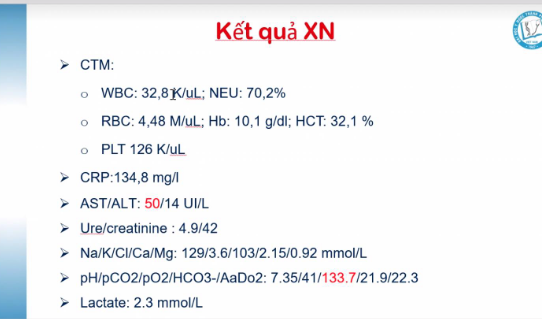 Kết quả XN
➢ CTM:
o WBC: 32,8 K/uL; NEU: 70,2%
o RBC: 4,48 M/uL; Hb: 10,1 g/dl; HCT: 32,1 %
o PLT 126 K/uL
➢ CRP:134,8 mg/l
➢ AST/ALT: 50/14 UI/L
➢ Ure/creatinine : 4.9/42
➢ Na/K/Cl/Ca/Mg: 129/3.6/103/2.15/0.92 mmol/L
➢ pH/pCO2/pO2/HCO3-/AaDo2: 7.35/41/133.7/21.9/22.3
➢ Lactate: 2.3 mmol/L